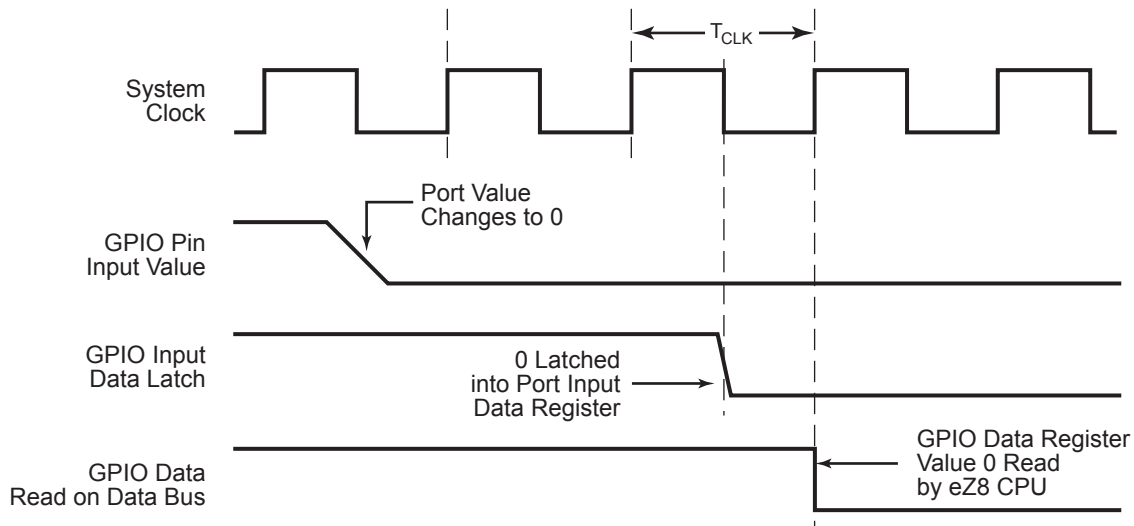 T_CLK
System
Clock
Port Value
Changes to 0
GPIO Pin
Input Value
GPIO Input
Data Latch
0 Latched
into Port Input
Data Register
GPIO Data
Read on Data Bus
GPIO Data Register
Value 0 Read
by eZ8 CPU